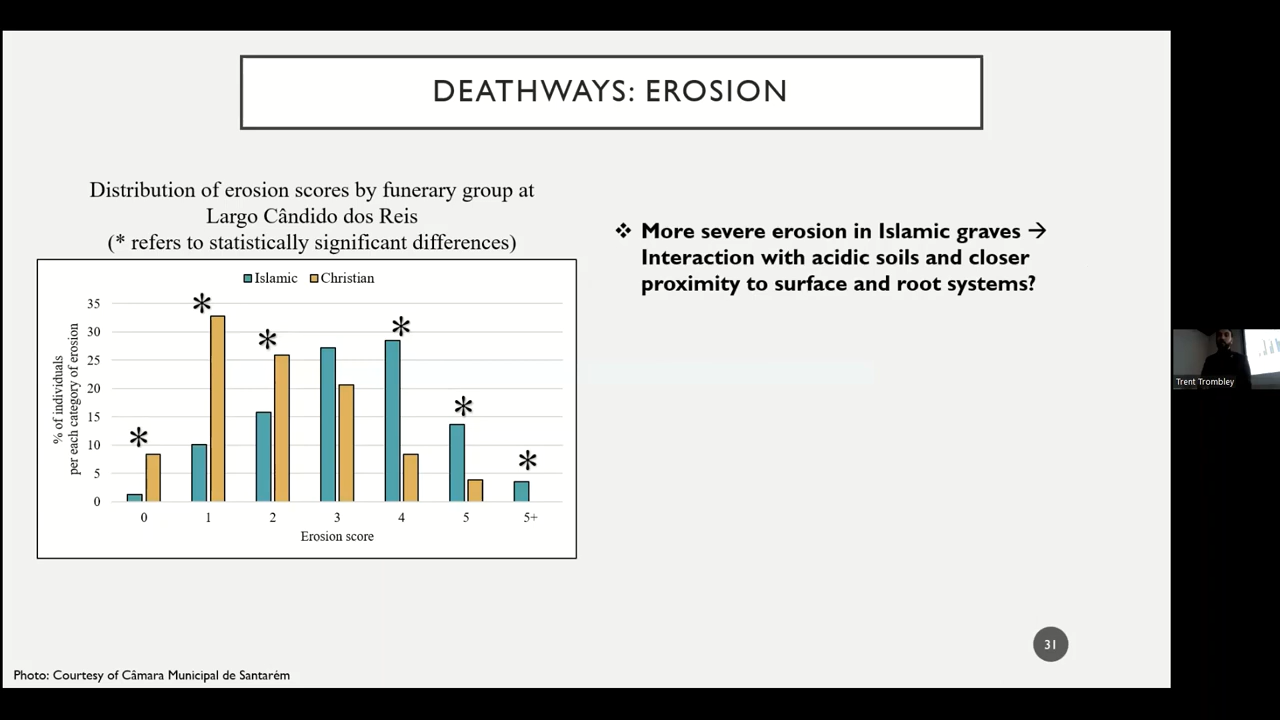 DEATHWAYS: EROSION
Distribution of erosion scores by funerary group at
Largo Cândido dos Reis
(* refers to statistically significant differences)
Islamic Christian
% of individuals
per each category of erosion
35
30
25
20
15
10
5
0
* * * * * *
0 1 2 3 4 5 5+
Erosion score
❖ More severe erosion in Islamic graves →
Interaction with acidic soils and closer
proximity to surface and root systems?
Trent Trombley
31
Photo: Courtesy of Câmara Municipal de Santarém